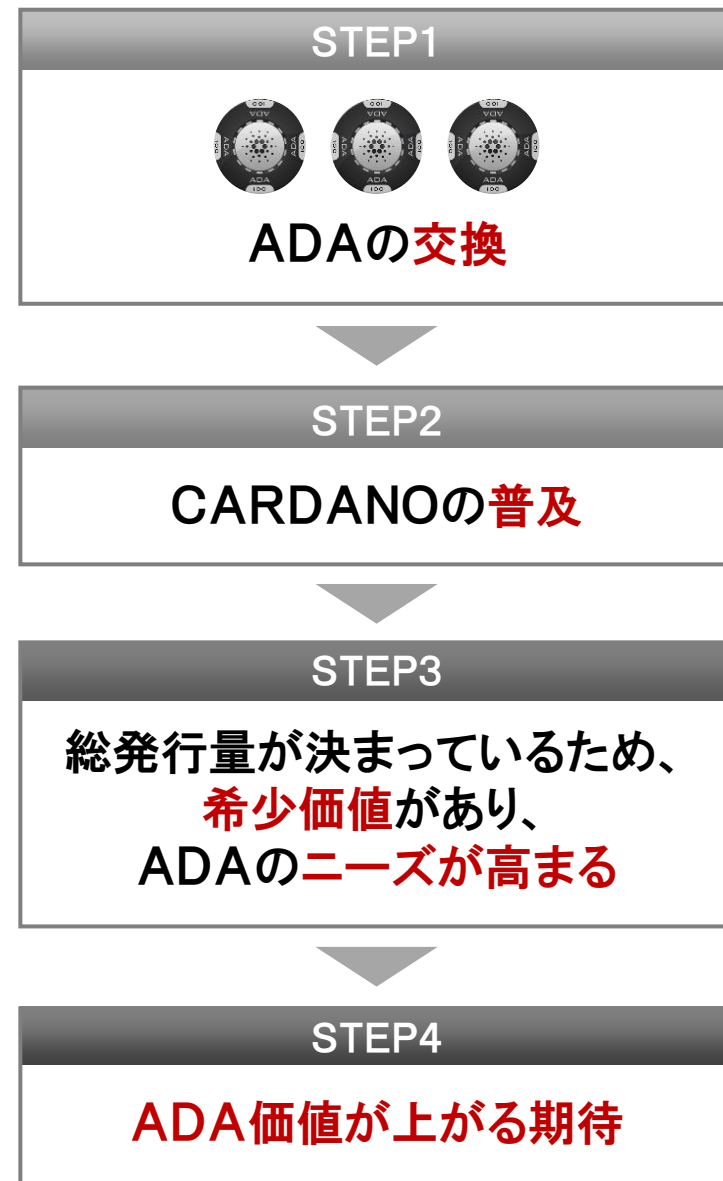 STEP1
ADA ADA ADA
ADAの交換
STEP2
CARDANOの普及
STEP3
総発行量が決まっているため、
希少価値があり、
ADAのニーズが高まる
STEP4
ADA価値が上がる期待